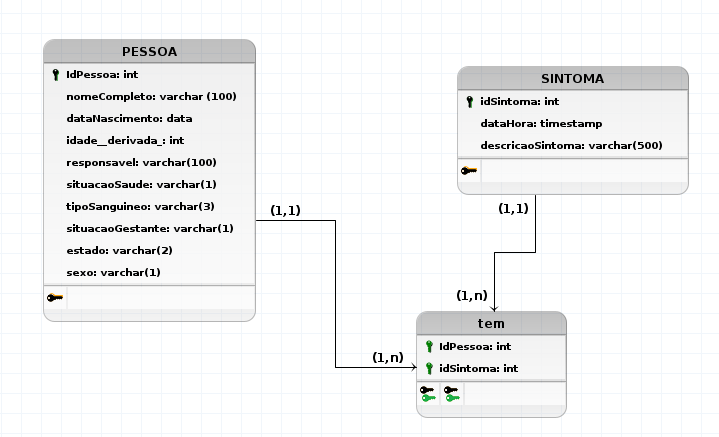 PESSOA
IdPessoa: int
nomeCompleto: varchar (100)
dataNascimento: data
idade__derivada_: int
responsavel: varchar(100)
situacaoSaude: varchar(1)
tipoSanguineo: varchar(3)
situacaoGestante: varchar(1)
estado: varchar(2)
sexo: varchar(1)
(1,1)
(1,n)
SINTOMA
idSintoma: int
dataHora: timestamp
descricaoSintoma: varchar(500)
(1,1)
(1,n)
tem
IdPessoa: int
idSintoma: int